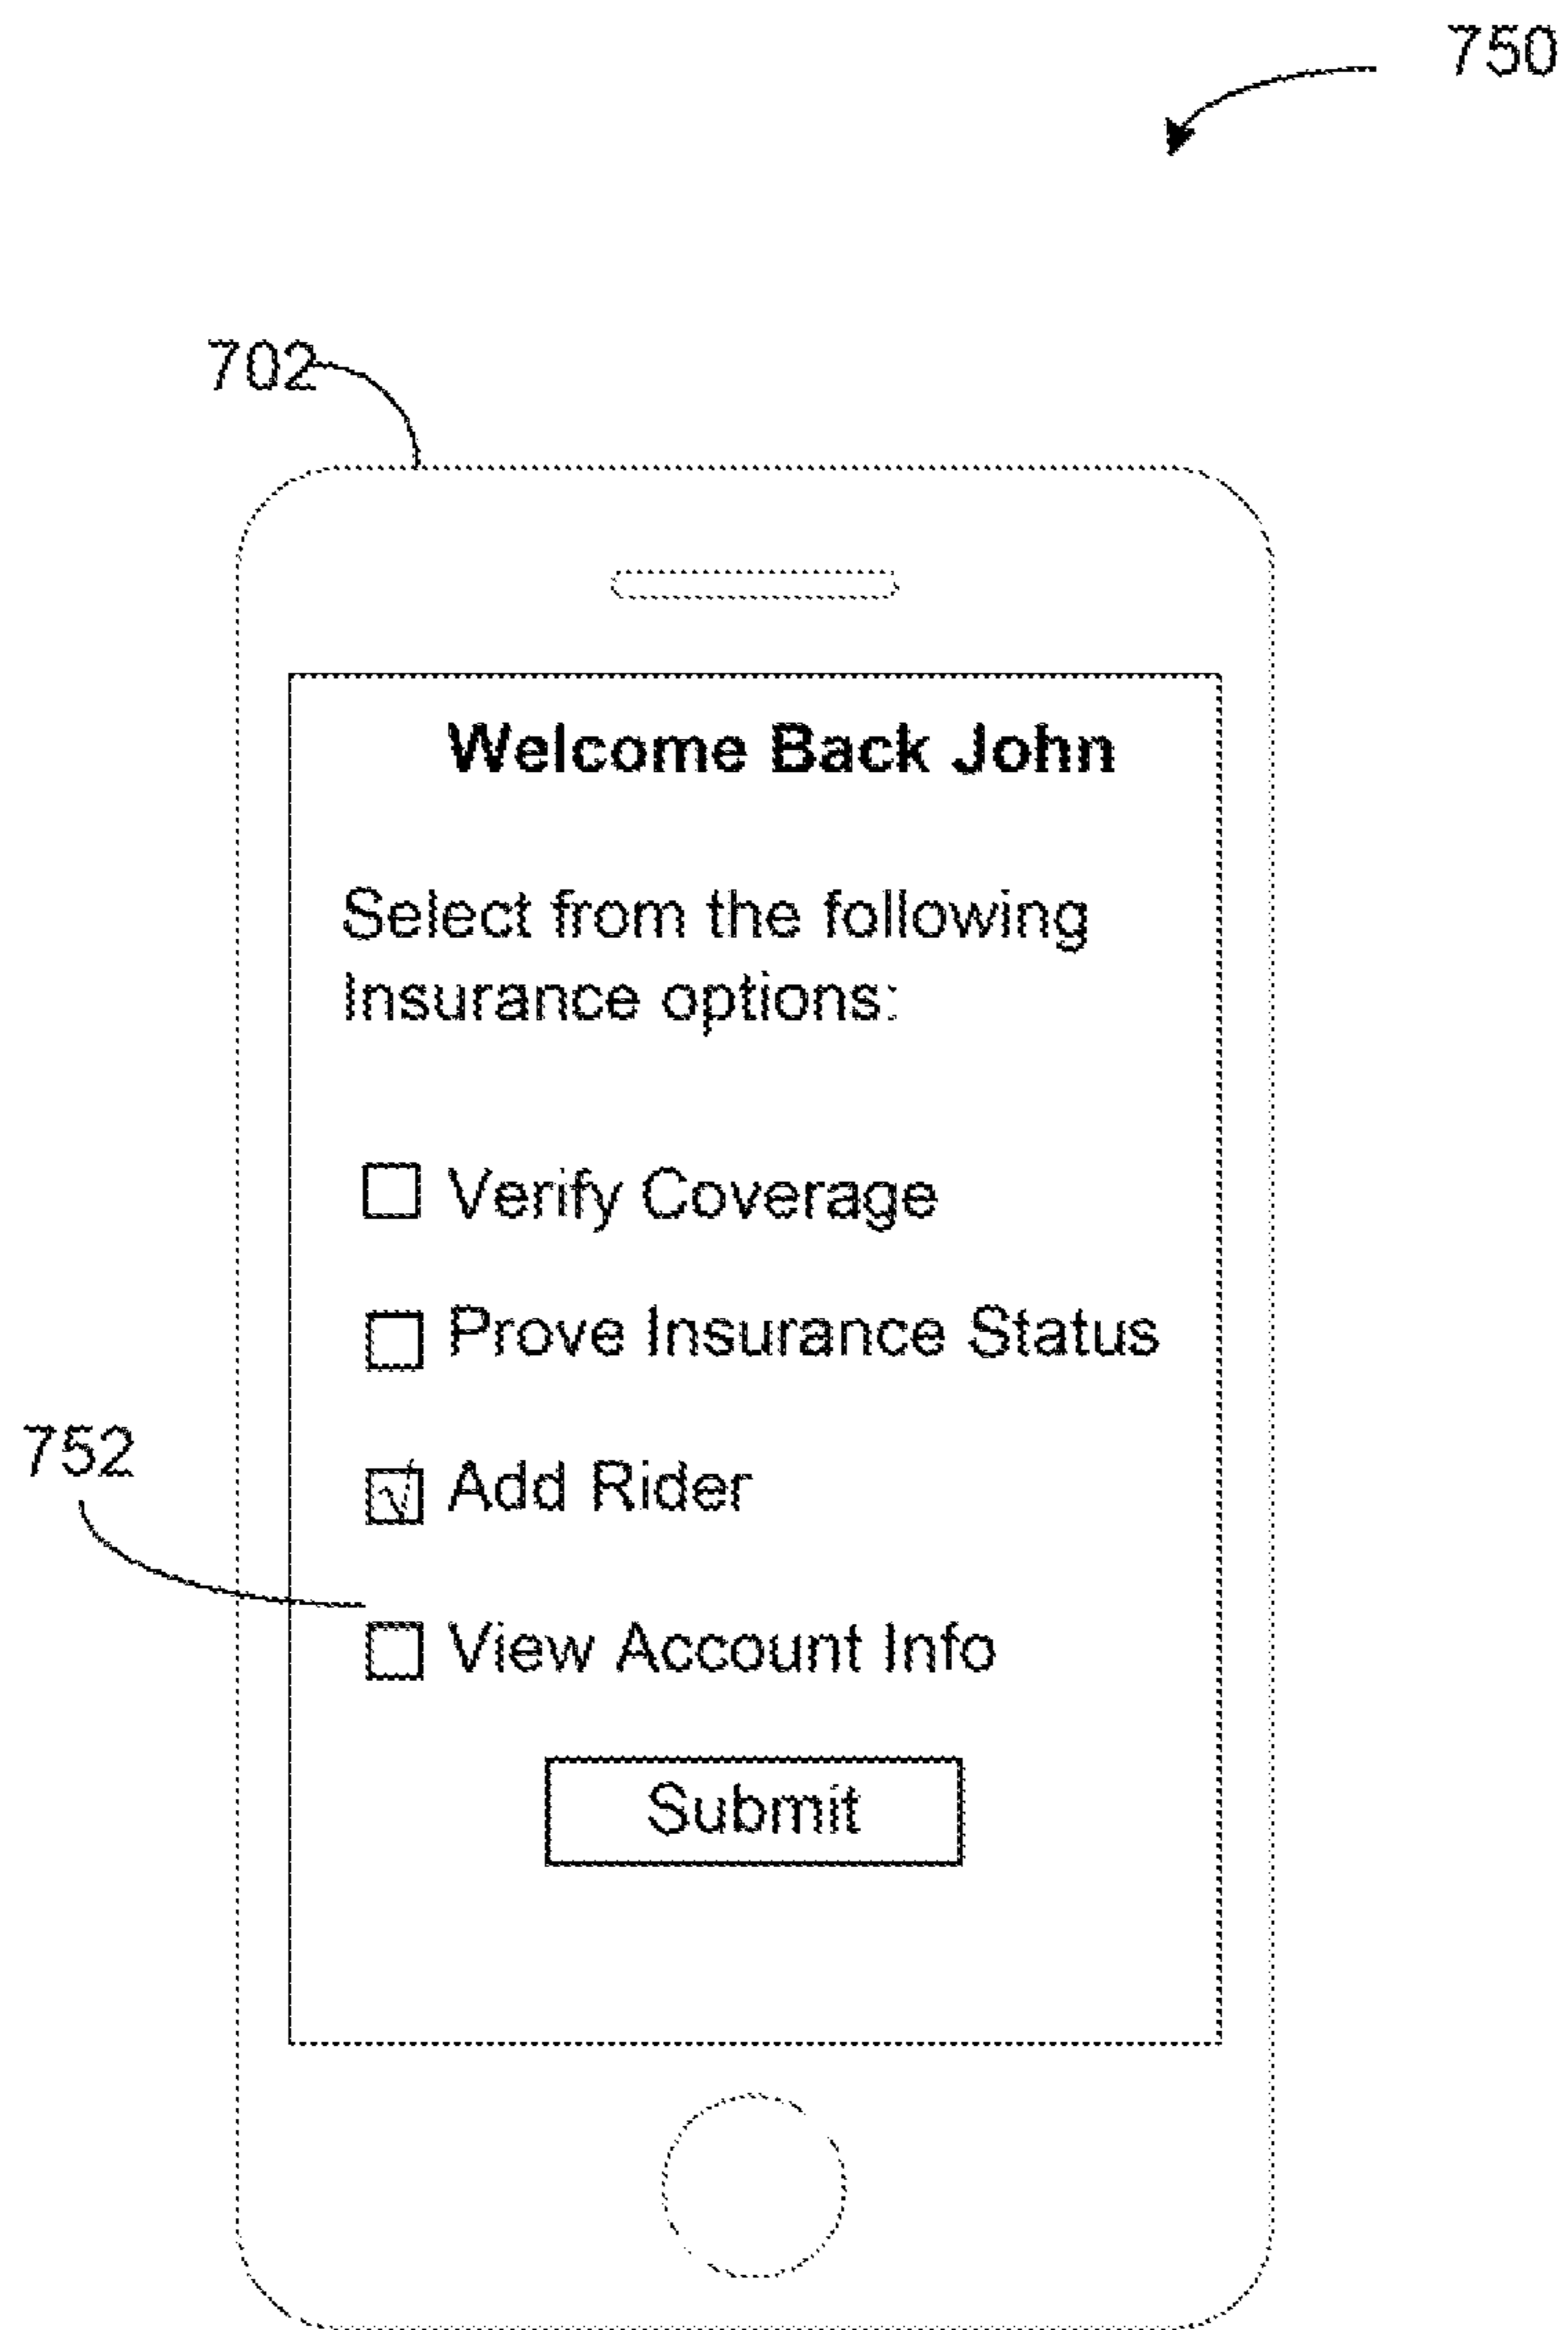 750
702
Welcome Back John
Select from the following
Insurance options:
Verify Coverage
Prove Insurance Status
752
Add Rider
View Account Info
Submit